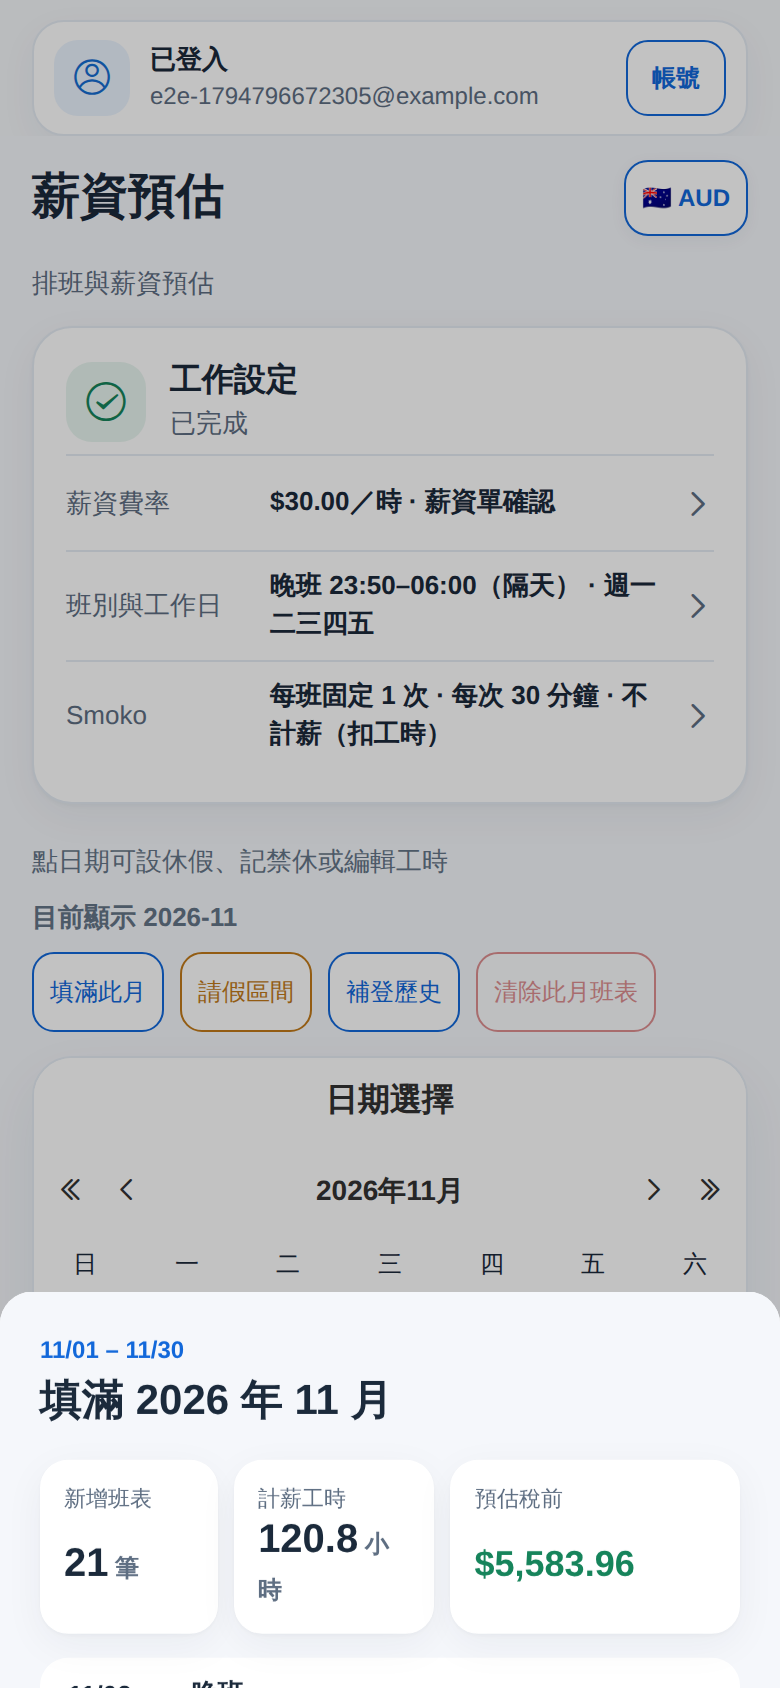 已登入
e2e-1794796672305@example.com
帳號
薪資預估
🇦🇺 AUD
排班與薪資預估
工作設定
已完成
薪資費率
$30.00／時 · 薪資單確認
班別與工作日
晚班 23:50–06:00（隔天） · 週一
二三四五
Smoko
每班固定 1 次 · 每次 30 分鐘 · 不
計薪（扣工時）
點日期可設休假、記禁休或編輯工時
目前顯示 2026-11
填滿此月
請假區間
補登歷史
清除此月班表
日期選擇
2026年11月
日 一 二 三 四 五 六
11/01 – 11/30
填滿 2026 年 11 月
新增班表
21 筆
計薪工時
120.8 小
時
預估稅前
$5,583.96